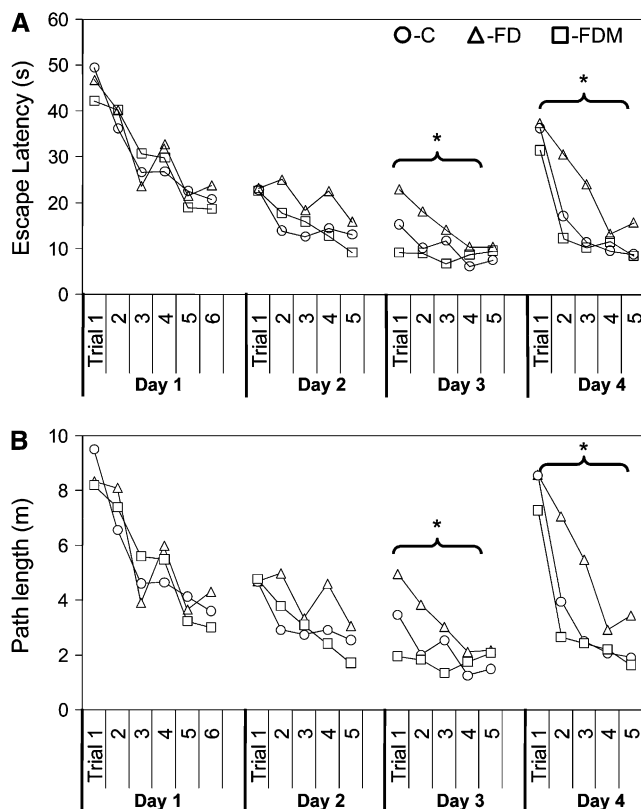 A
○-C △-FD □-FDM
Escape Latency (s)
60
50
40
30
20
10
0
*
*
Trial 1 2 3 4 5 6 Trial 1 2 3 4 5 Trial 1 2 3 4 5 Trial 1 2 3 4 5
Day 1 Day 2 Day 3 Day 4
B
Path length (m)
10
8
6
4
2
0
*
*
Trial 1 2 3 4 5 6 Trial 1 2 3 4 5 Trial 1 2 3 4 5 Trial 1 2 3 4 5
Day 1 Day 2 Day 3 Day 4